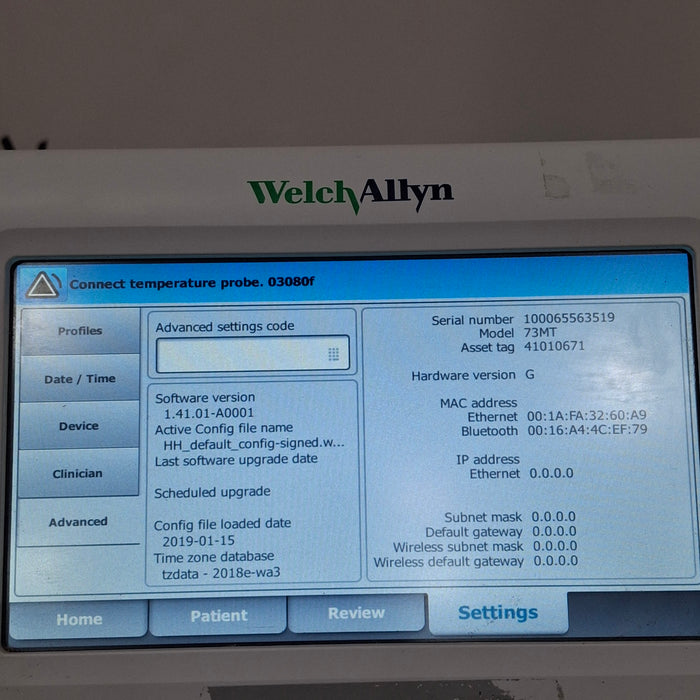 WelchAllyn
Connect temperature probe. 03080f
Profiles
Date / Time
Device
Clinician
Advanced
Advanced settings code
Software version
1.41.01-A0001
Active Config file name
HH_default_config-signed.w...
Last software upgrade date
Scheduled upgrade
Config file loaded date
2019-01-15
Time zone database
tzdata - 2018e-wa3
Serial number 100065563519
Model 73MT
Asset tag 41010671
Hardware version G
MAC address
Ethernet 00:1A:FA:32:60:A9
Bluetooth 00:16:A4:4C:EF:79
IP address
Ethernet 0.0.0.0
Subnet mask 0.0.0.0
Default gateway 0.0.0.0
Wireless subnet mask 0.0.0.0
Wireless default gateway 0.0.0.0
Home
Patient
Review
Settings